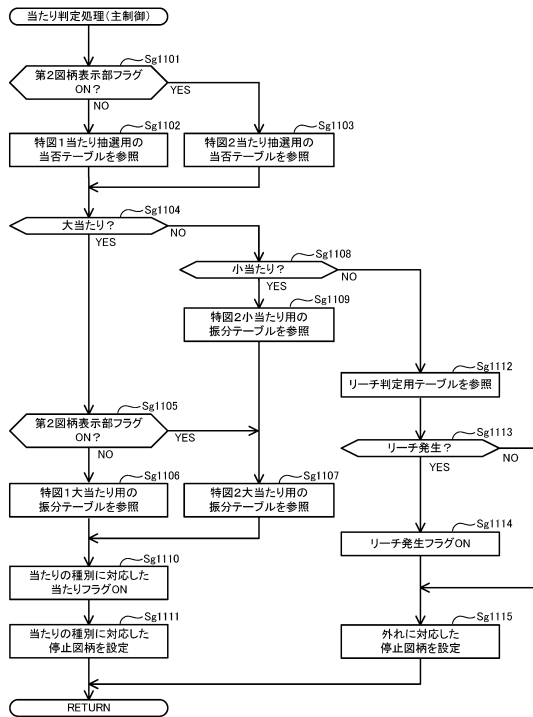 当たり判定処理(主制御)
Sg1101
第2図柄表示部フラグ
ON?
YES
NO
Sg1102
特図1当たり抽選用の
当否テーブルを参照
Sg1103
特図2当たり抽選用の
当否テーブルを参照
Sg1104
大当たり?
NO
YES
Sg1108
小当たり?
NO
YES
Sg1109
特図2小当たり用の
振分テーブルを参照
Sg1112
リーチ判定用テーブルを参照
Sg1105
第2図柄表示部フラグ
ON?
YES
NO
Sg1113
リーチ発生?
NO
YES
Sg1106
特図1大当たり用の
振分テーブルを参照
Sg1107
特図2大当たり用の
振分テーブルを参照
Sg1114
リーチ発生フラグON
Sg1110
当たりの種別に対応した
当たりフラグON
Sg1111
当たりの種別に対応した
停止図柄を設定
Sg1115
外れに対応した
停止図柄を設定
RETURN